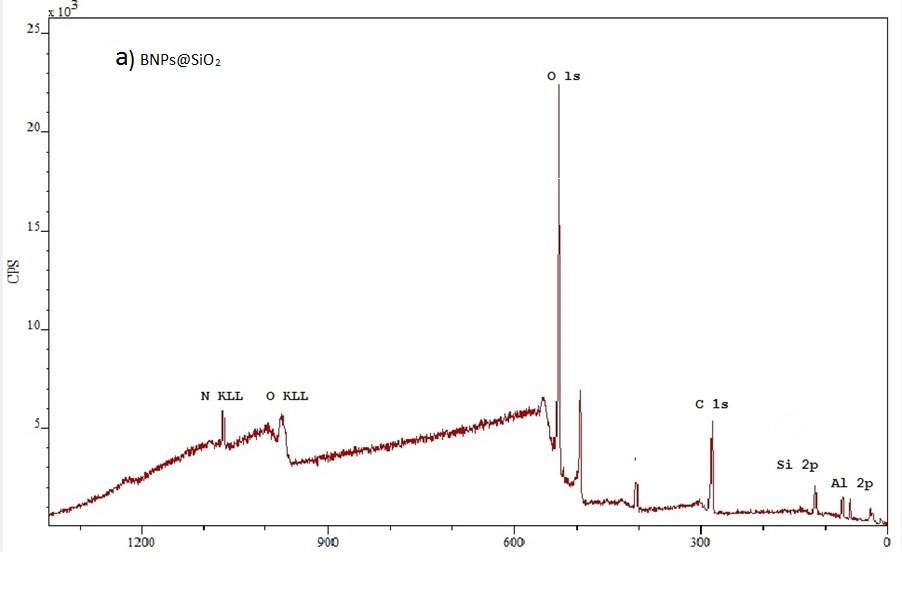 x 10³
25
a) BNPs@SiO₂
O 1s
20
15
CPS
10
N KLL O KLL
C 1s
5
Si 2p
Al 2p
1200 900 600 300 0